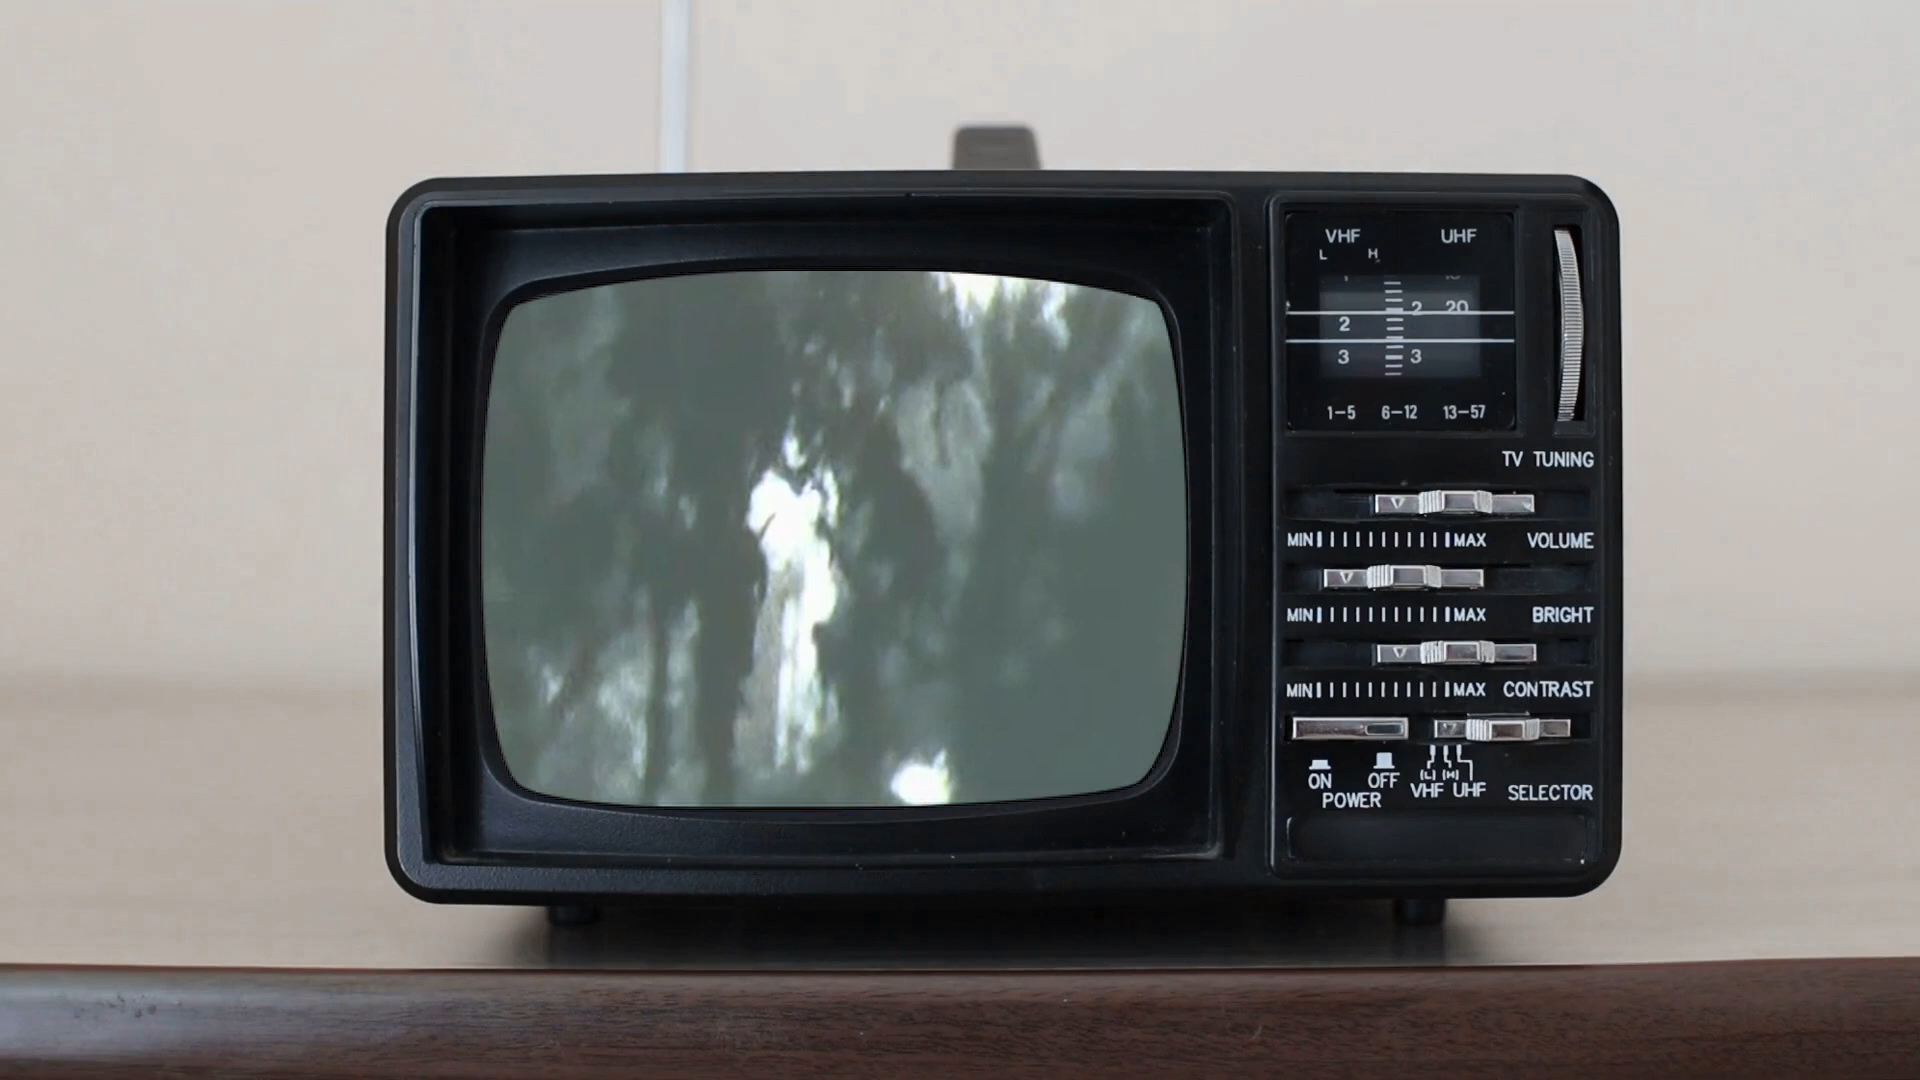 VHF UHF
L H
2 20
2
3 3
1-5 6-12 13-57
TV TUNING
MIN MAX VOLUME
MIN MAX BRIGHT
MIN MAX CONTRAST
ON OFF
POWER
(L) (H)
VHF UHF
SELECTOR